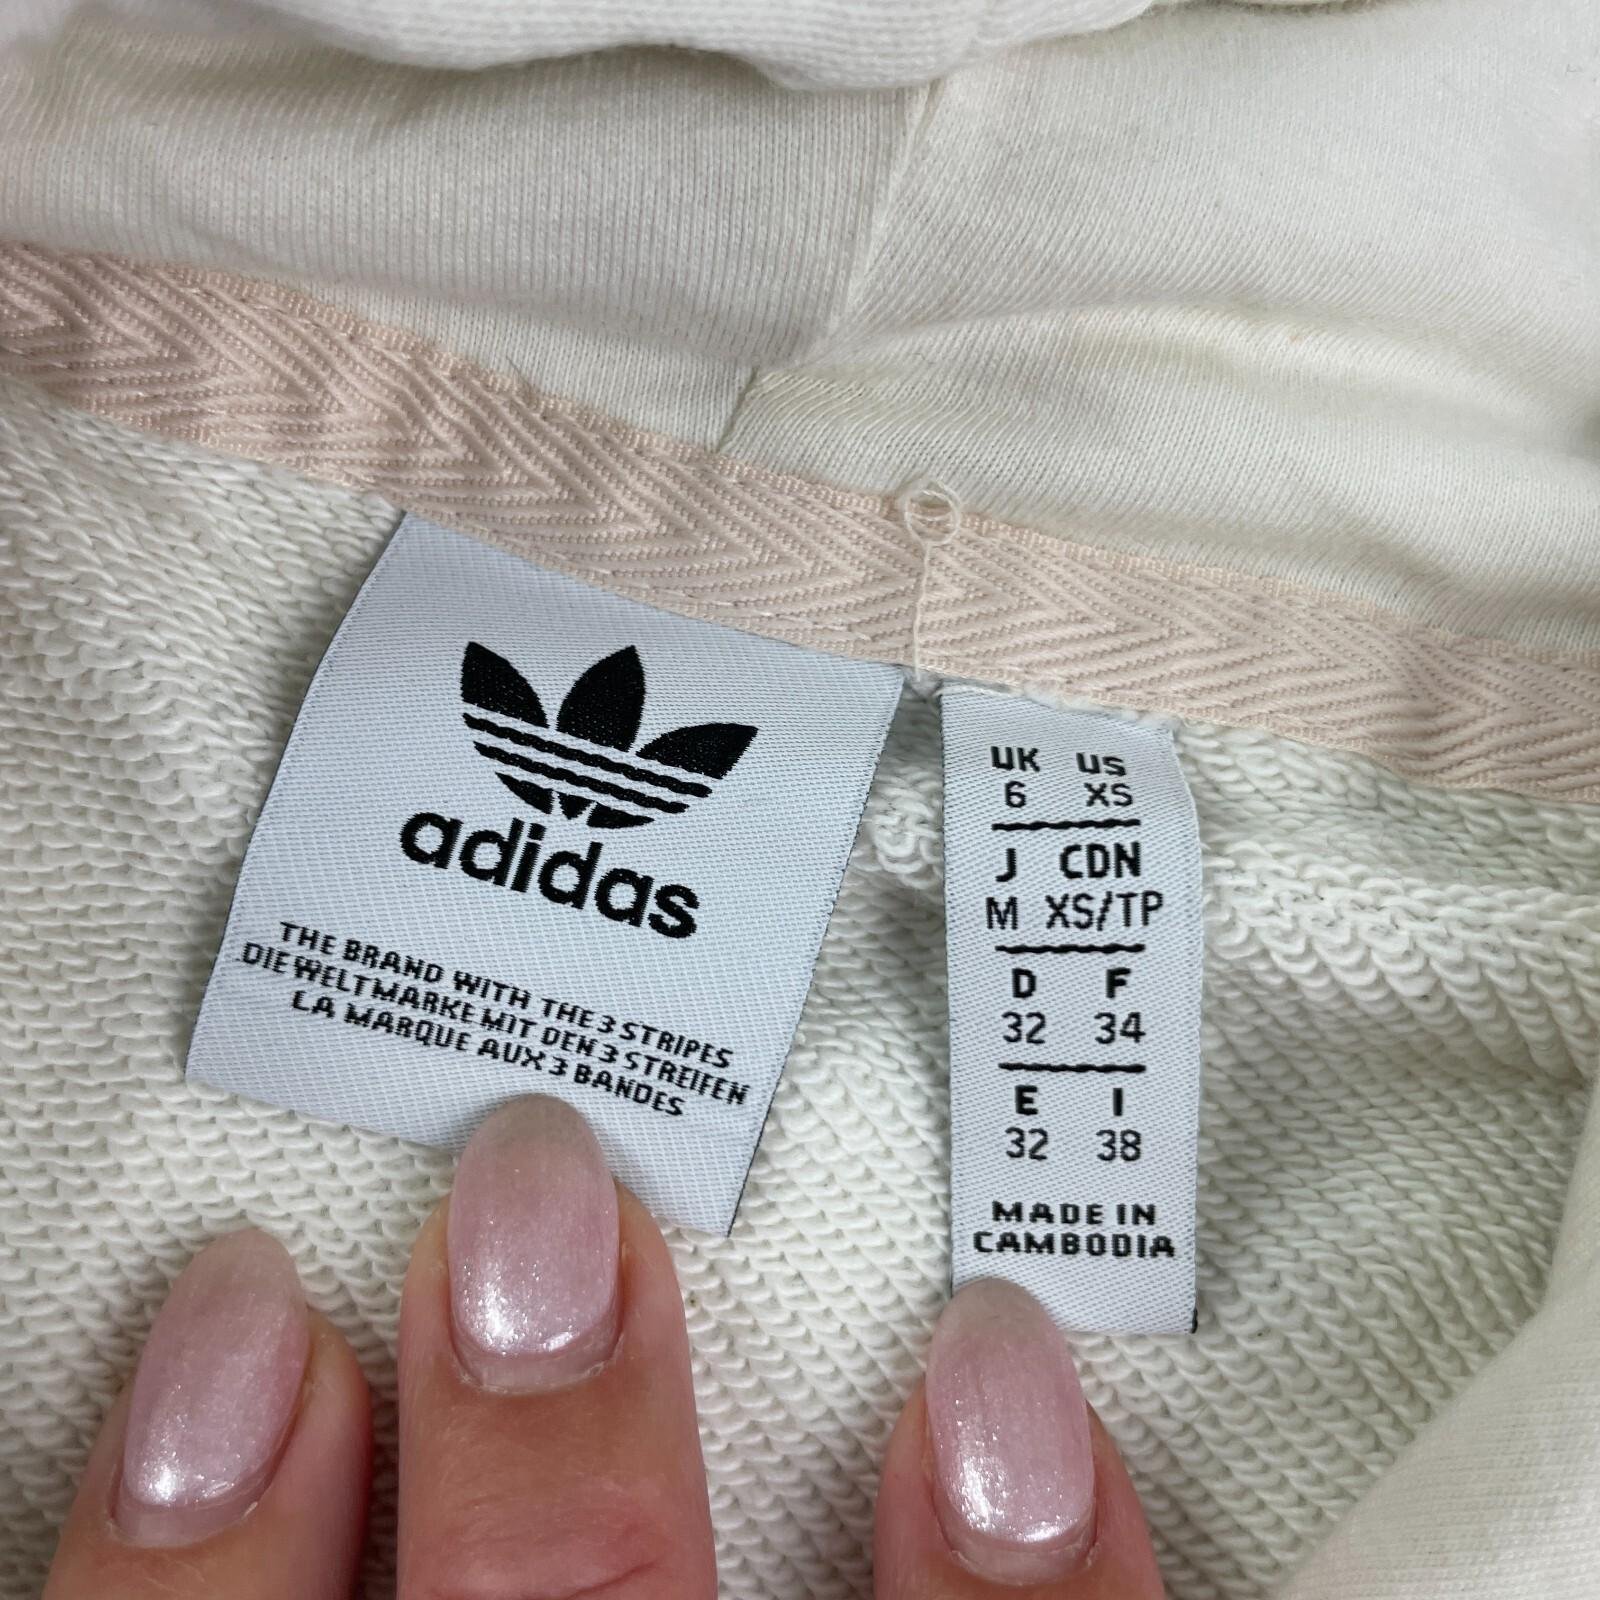 adidas
THE BRAND WITH THE 3 STRIPES
DIE WELTMARKE MIT DEN 3 STREIFEN
LA MARQUE AUX 3 BANDES
UK US
6 XS
J CDN
M XS/TP
D F
32 34
E I
32 38
MADE IN
CAMBODIA